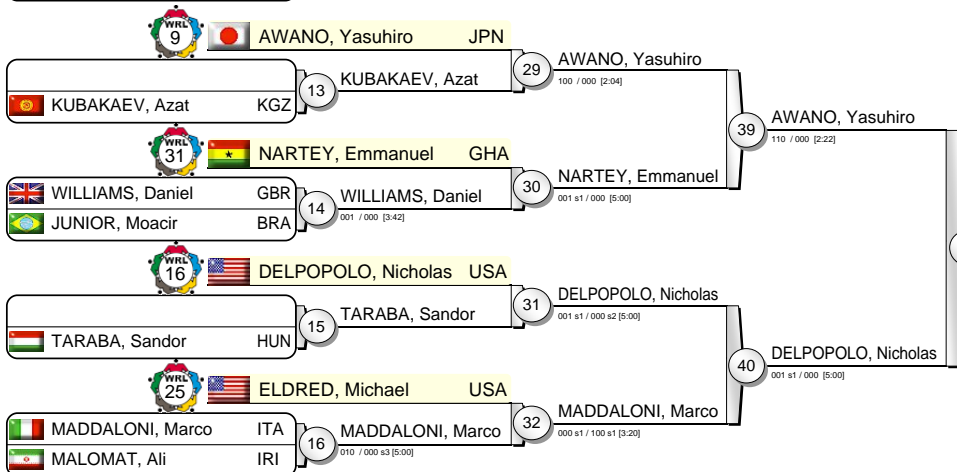 WRL
9
AWANO, Yasuhiro JPN
KUBAKAEV, Azat KGZ
13
KUBAKAEV, Azat
29
AWANO, Yasuhiro
100 / 000 [2:04]
WRL
31
NARTEY, Emmanuel GHA
WILLIAMS, Daniel GBR
JUNIOR, Moacir BRA
14
WILLIAMS, Daniel
001 / 000 [3:42]
30
NARTEY, Emmanuel
001 s1 / 000 [5:00]
39
AWANO, Yasuhiro
110 / 000 [2:22]
WRL
16
DELPOPOLO, Nicholas USA
TARABA, Sandor HUN
15
TARABA, Sandor
31
DELPOPOLO, Nicholas
001 s1 / 000 s2 [5:00]
WRL
25
ELDRED, Michael USA
MADDALONI, Marco ITA
MALOMAT, Ali IRI
16
MADDALONI, Marco
010 / 000 s3 [5:00]
32
MADDALONI, Marco
000 s1 / 100 s1 [3:20]
40
DELPOPOLO, Nicholas
001 s1 / 000 [5:00]